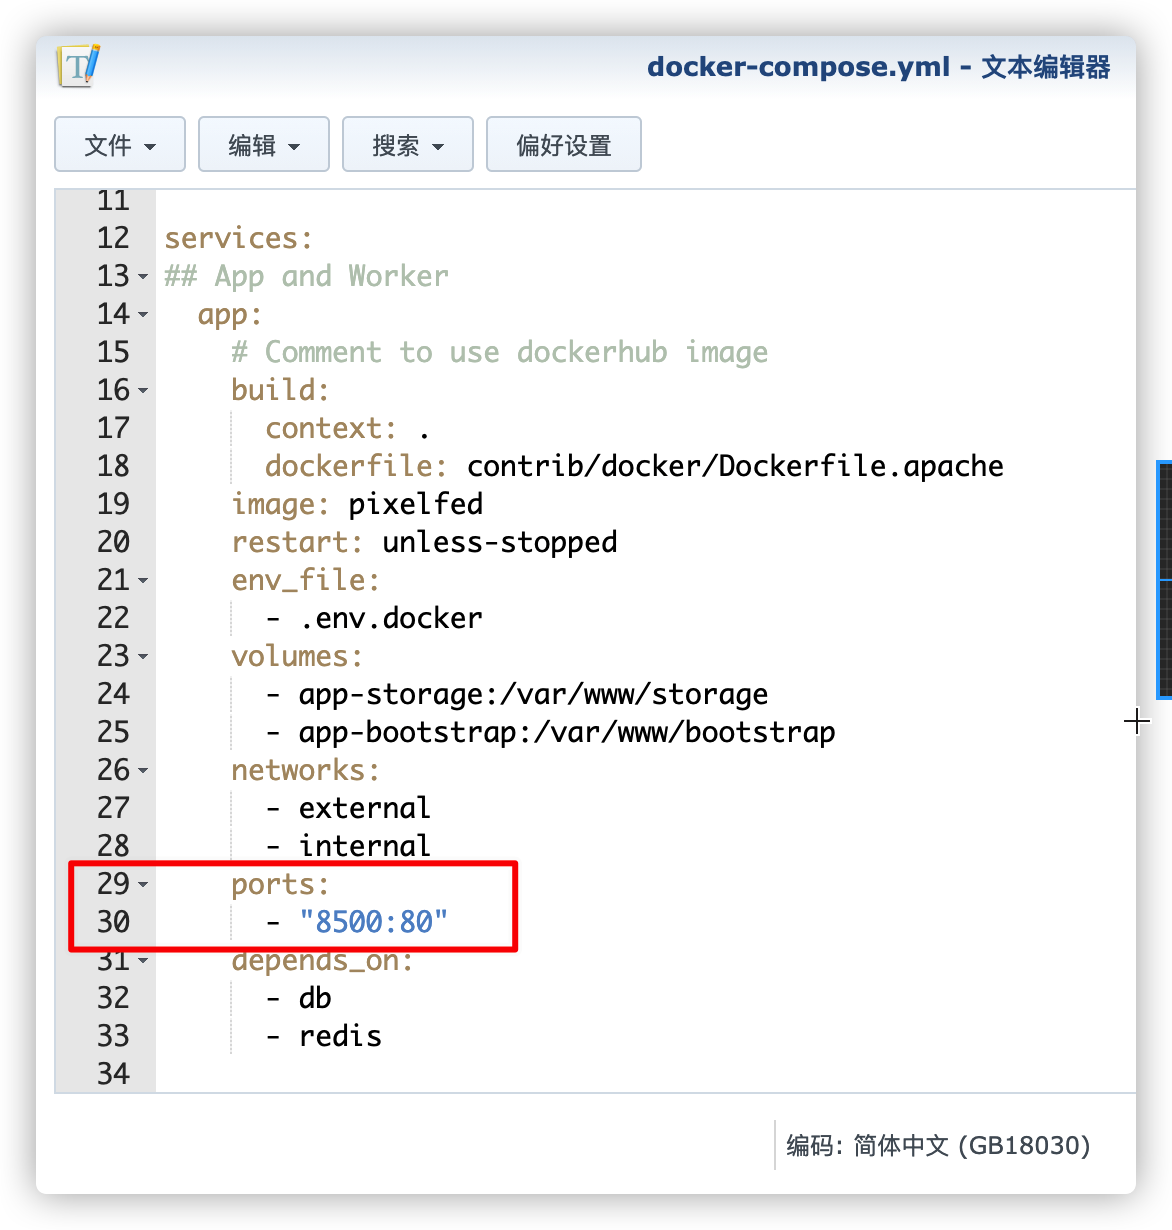 docker-compose.yml - 文本编辑器
文件 编辑 搜索 偏好设置
11
12 services:
13 ## App and Worker
14   app:
15     # Comment to use dockerhub image
16     build:
17       context: .
18       dockerfile: contrib/docker/Dockerfile.apache
19     image: pixelfed
20     restart: unless-stopped
21     env_file:
22       - .env.docker
23     volumes:
24       - app-storage:/var/www/storage
25       - app-bootstrap:/var/www/bootstrap
26     networks:
27       - external
28       - internal
29     ports:
30       - "8500:80"
31     depends_on:
32       - db
33       - redis
34
编码: 简体中文 (GB18030)